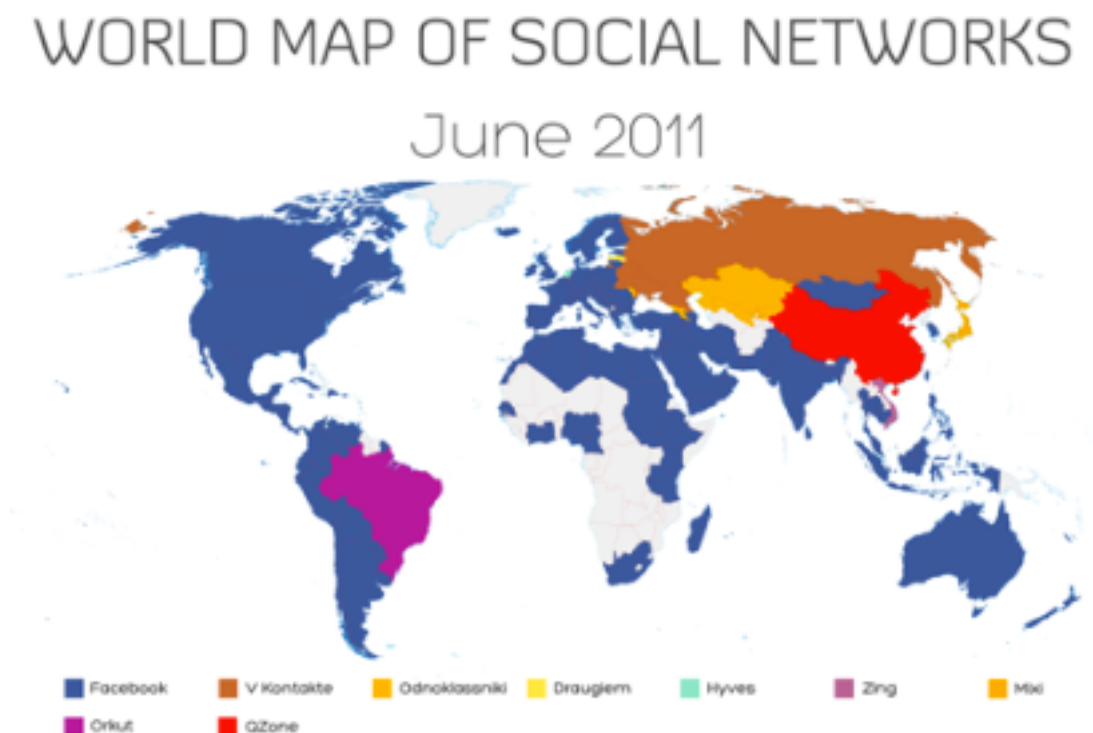 WORLD MAP OF SOCIAL NETWORKS
June 2011
Facebook V Kontakte Odnoklassniki Draugiem Hyves Zing Mixi
Orkut QZone